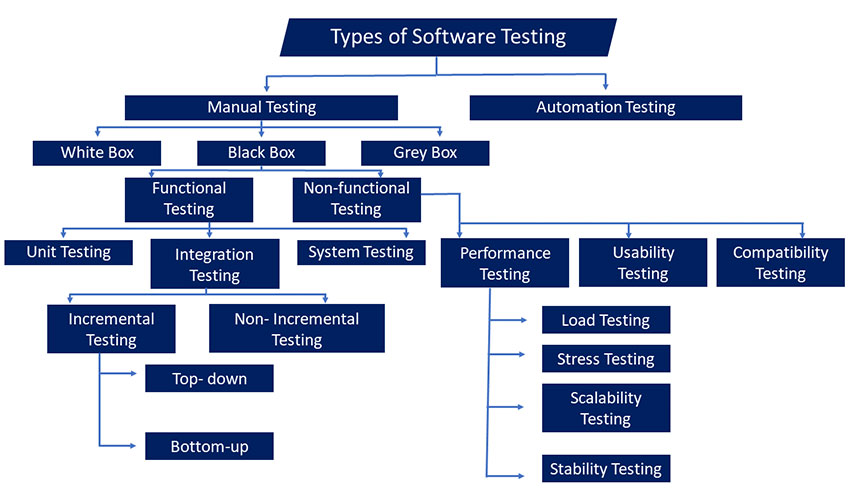 Types of Software Testing
Manual Testing
Automation Testing
White Box
Black Box
Grey Box
Functional
Testing
Non-functional
Testing
Unit Testing
Integration
Testing
System Testing
Performance
Testing
Usability
Testing
Compatibility
Testing
Incremental
Testing
Non- Incremental
Testing
Top- down
Bottom-up
Load Testing
Stress Testing
Scalability
Testing
Stability Testing